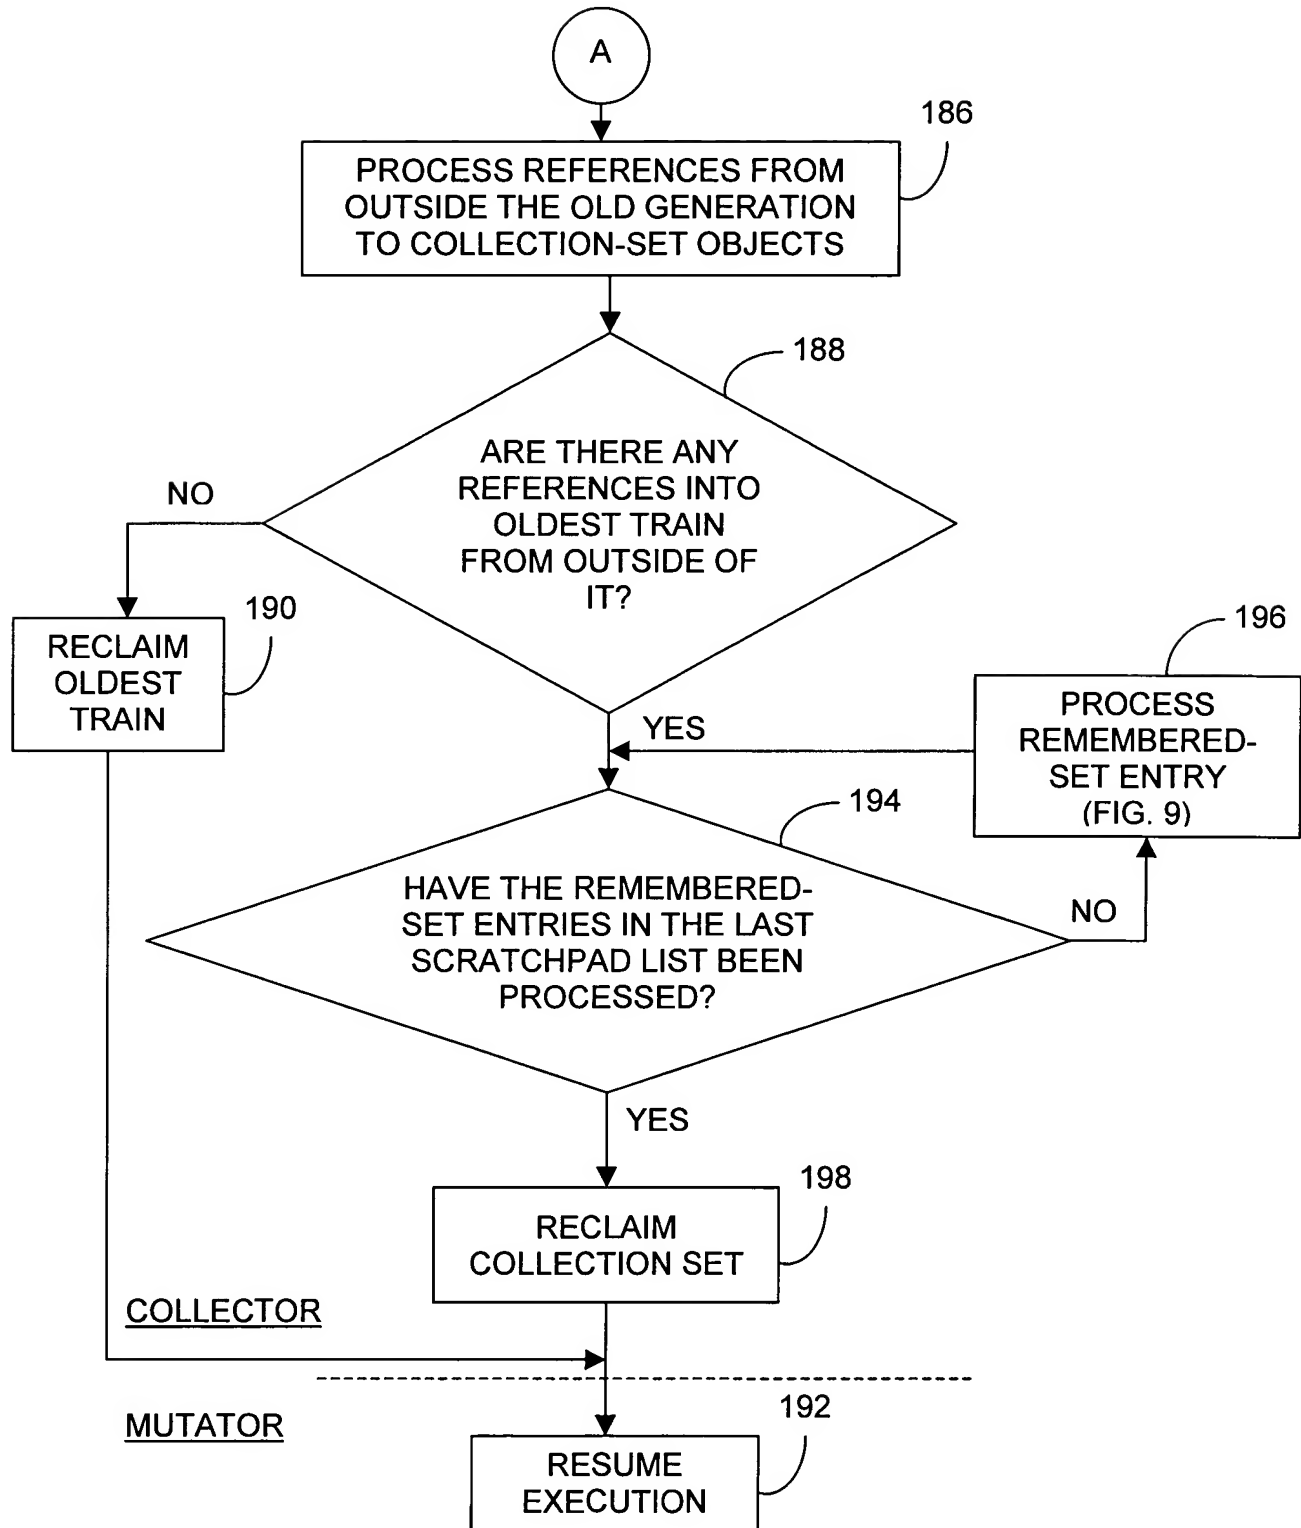 A
186
PROCESS REFERENCES FROM
OUTSIDE THE OLD GENERATION
TO COLLECTION-SET OBJECTS
188
ARE THERE ANY
REFERENCES INTO
OLDEST TRAIN
FROM OUTSIDE OF
IT?
NO
190
RECLAIM
OLDEST
TRAIN
196
PROCESS
REMEMBERED-
SET ENTRY
(FIG. 9)
YES
194
HAVE THE REMEMBERED-
SET ENTRIES IN THE LAST
SCRATCHPAD LIST BEEN
PROCESSED?
NO
YES
198
RECLAIM
COLLECTION SET
COLLECTOR
MUTATOR
192
RESUME
EXECUTION